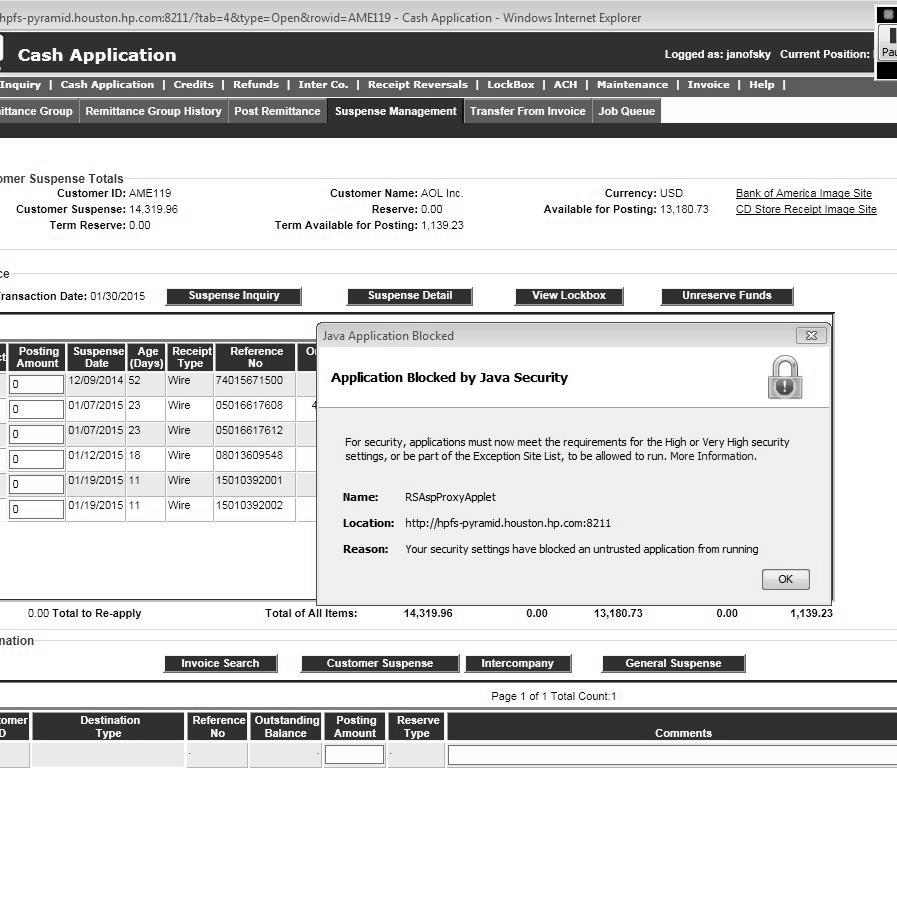 hpfs-pyramid.houston.hp.com:8211/?tab=4&type=Open&rowid=AME119 - Cash Application - Windows Internet Explorer
Cash Application
Logged as: janofsky Current Position:
Inquiry | Cash Application | Credits | Refunds | Inter Co. | Receipt Reversals | LockBox | ACH | Maintenance | Invoice | Help |
ittance Group Remittance Group History Post Remittance Suspense Management Transfer From Invoice Job Queue
omer Suspense Totals
Customer ID: AME119 Customer Name: AOL Inc. Currency: USD Bank of America Image Site
Customer Suspense: 14,319.96 Reserve: 0.00 Available for Posting: 13,180.73 CD Store Receipt Image Site
Term Reserve: 0.00 Term Available for Posting: 1,139.23
ce
ransaction Date: 01/30/2015 Suspense Inquiry Suspense Detail View Lockbox Unreserve Funds
Posting Amount Suspense Date Age (Days) Receipt Type Reference No
0 12/09/2014 52 Wire 74015671500
0 01/07/2015 23 Wire 05016617608 4
0 01/07/2015 23 Wire 05016617612
0 01/12/2015 18 Wire 08013609548
0 01/19/2015 11 Wire 15010392001
0 01/19/2015 11 Wire 15010392002
Java Application Blocked
Application Blocked by Java Security
For security, applications must now meet the requirements for the High or Very High security
settings, or be part of the Exception Site List, to be allowed to run. More Information.
Name: RSAspProxyApplet
Location: http://hpfs-pyramid.houston.hp.com:8211
Reason: Your security settings have blocked an untrusted application from running
OK
0.00 Total to Re-apply Total of All Items: 14,319.96 0.00 13,180.73 0.00 1,139.23
nation
Invoice Search Customer Suspense Intercompany General Suspense
Page 1 of 1 Total Count:1
tomer D Destination Type Reference No Outstanding Balance Posting Amount Reserve Type Comments